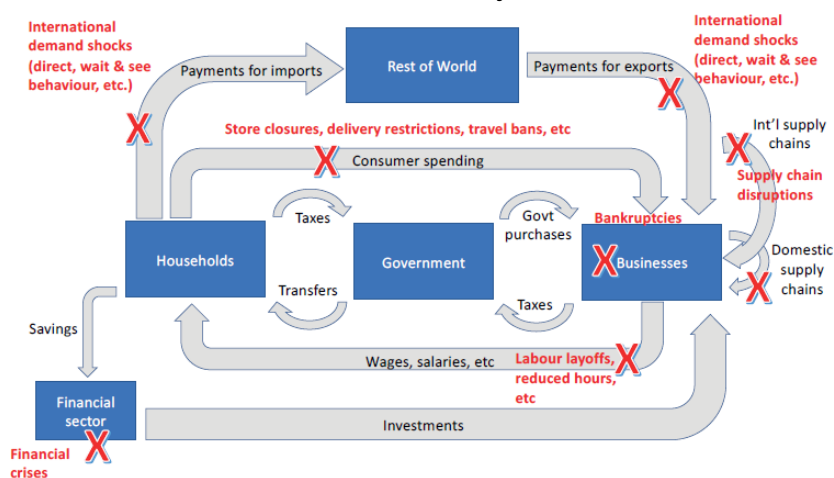 International
demand shocks
(direct, wait & see
behaviour, etc.)
Payments for imports
Rest of World
Payments for exports
International
demand shocks
(direct, wait & see
behaviour, etc.)
Store closures, delivery restrictions, travel bans, etc
Consumer spending
Int'l supply
chains
Supply chain
disruptions
Taxes
Govt
purchases
Bankruptcies
Households
Government
Businesses
Domestic
supply
chains
Transfers
Taxes
Savings
Wages, salaries, etc
Labour layoffs,
reduced hours,
etc
Financial
sector
Investments
Financial
crises